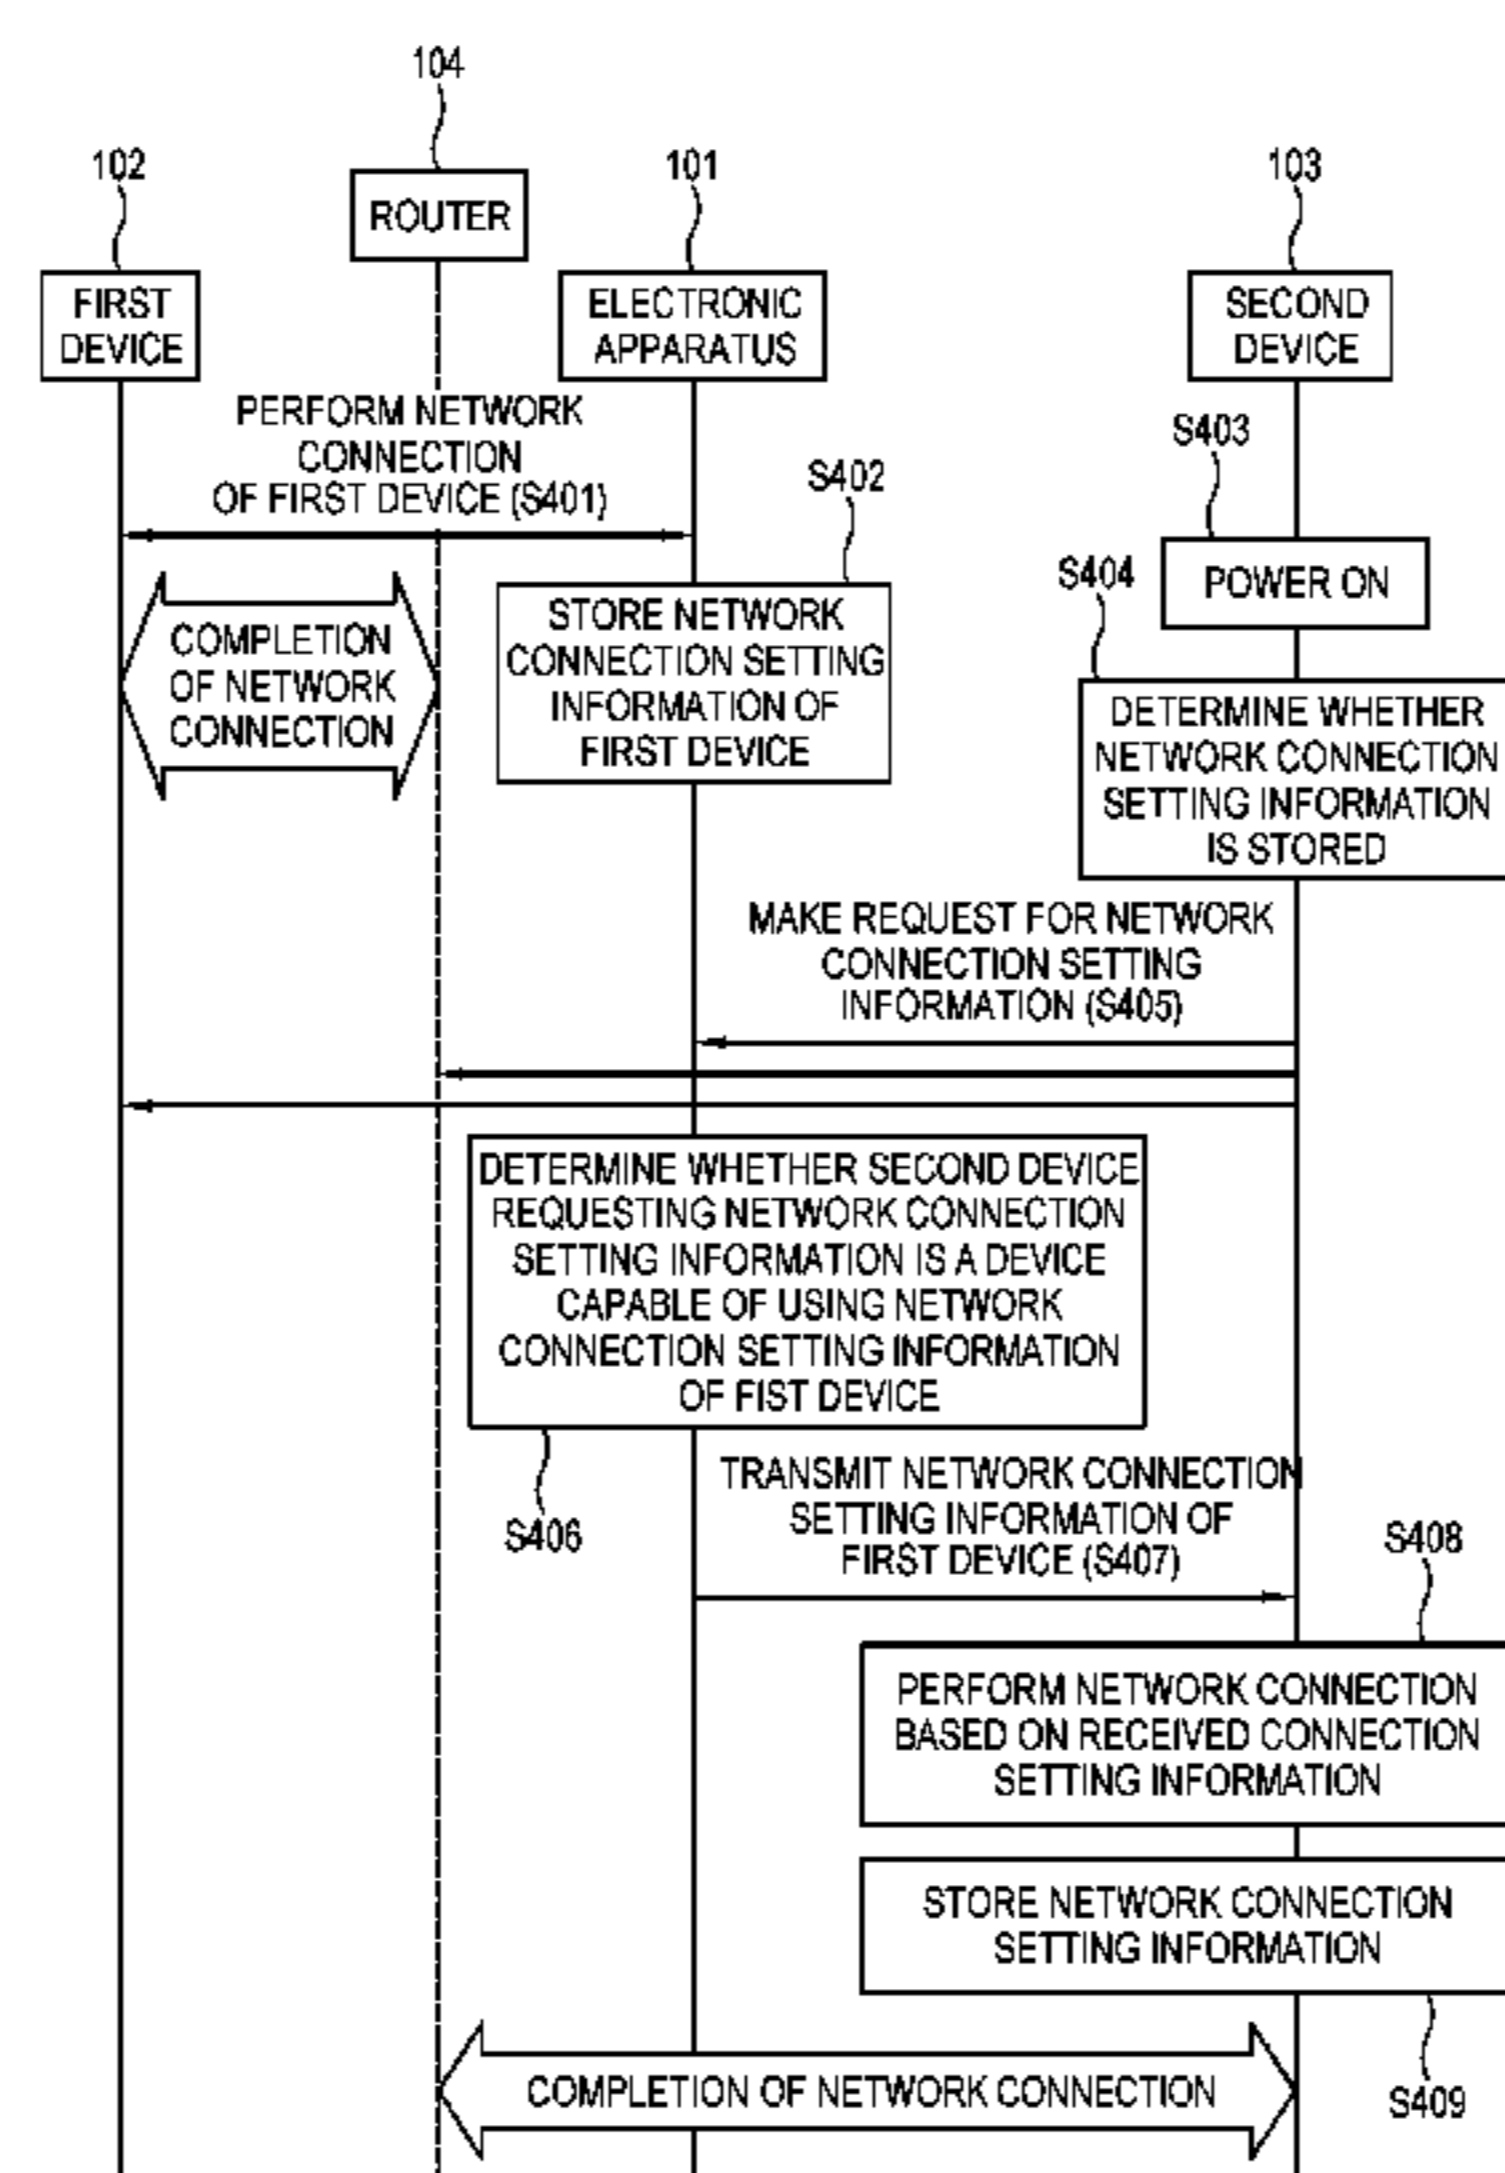 104
102
101
103
ROUTER
FIRST
DEVICE
ELECTRONIC
APPARATUS
SECOND
DEVICE
PERFORM NETWORK
CONNECTION
OF FIRST DEVICE (S401)
S402
S403
S404
POWER ON
COMPLETION
OF NETWORK
CONNECTION
STORE NETWORK
CONNECTION SETTING
INFORMATION OF
FIRST DEVICE
DETERMINE WHETHER
NETWORK CONNECTION
SETTING INFORMATION
IS STORED
MAKE REQUEST FOR NETWORK
CONNECTION SETTING
INFORMATION (S405)
DETERMINE WHETHER SECOND DEVICE
REQUESTING NETWORK CONNECTION
SETTING INFORMATION IS A DEVICE
CAPABLE OF USING NETWORK
CONNECTION SETTING INFORMATION
OF FIST DEVICE
S406
TRANSMIT NETWORK CONNECTION
SETTING INFORMATION OF
FIRST DEVICE (S407)
S408
PERFORM NETWORK CONNECTION
BASED ON RECEIVED CONNECTION
SETTING INFORMATION
STORE NETWORK CONNECTION
SETTING INFORMATION
COMPLETION OF NETWORK CONNECTION
S409